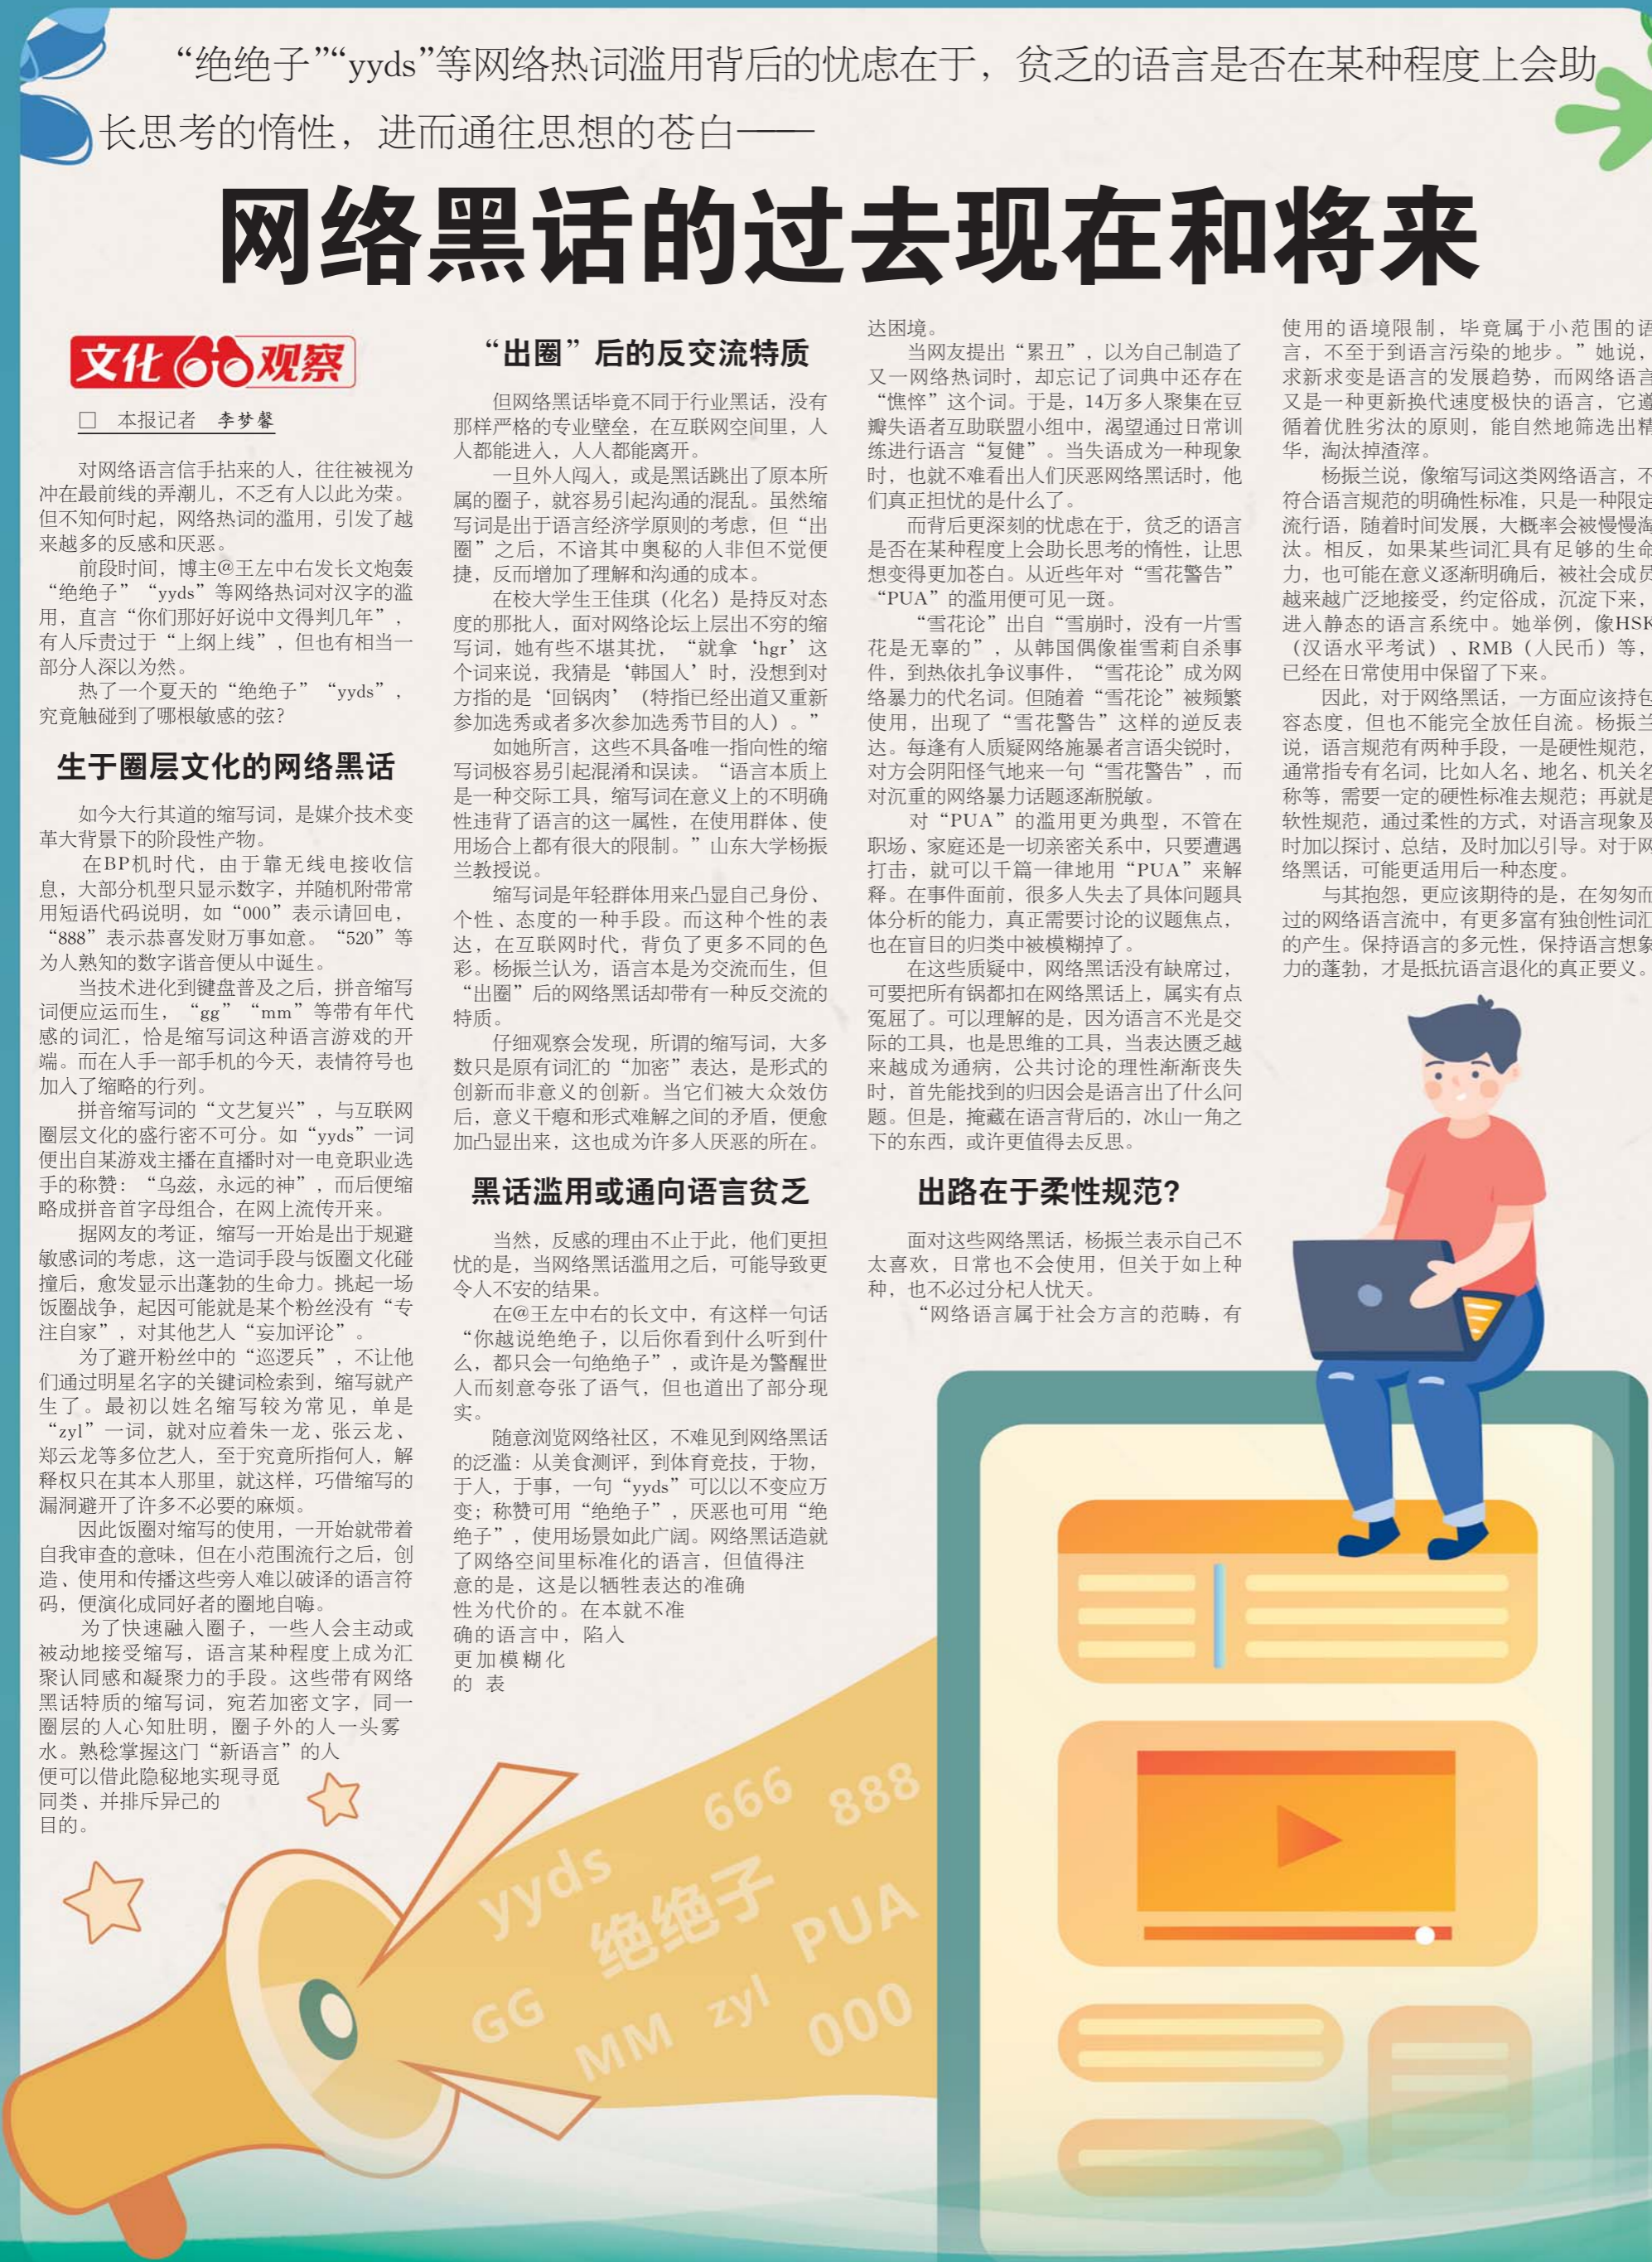 “绝绝子”“yyds”等网络热词滥用背后的忧虑在于，贫乏的语言是否在某种程度上会助
长思考的惰性，进而通往思想的苍白——
网络黑话的过去现在和将来
文化观察
□ 本报记者 李梦馨
对网络语言信手拈来的人，往往被视为
冲在最前线的弄潮儿，不乏有人以此为荣。
但不知何时起，网络热词的滥用，引发了越
来越多的反感和厌恶。
前段时间，博主@王左中右发长文炮轰
“绝绝子”“yyds”等网络热词对汉字的滥
用，直言“你们那好好说中文得判几年”，
有人斥责过于“上纲上线”，但也有相当一
部分人深以为然。
热了一个夏天的“绝绝子”“yyds”，
究竟触碰到了哪根敏感的弦？
生于圈层文化的网络黑话
如今大行其道的缩写词，是媒介技术变
革大背景下的阶段性产物。
在BP机时代，由于靠无线电接收信
息，大部分机型只显示数字，并随机附带常
用短语代码说明，如“000”表示请回电，
“888”表示恭喜发财万事如意。“520”等
为人熟知的数字谐音便从中诞生。
当技术进化到键盘普及之后，拼音缩写
词便应运而生，“gg”“mm”等带有年代
感的词汇，恰是缩写词这种语言游戏的开
端。而在人手一部手机的今天，表情符号也
加入了缩略的行列。
拼音缩写词的“文艺复兴”，与互联网
圈层文化的盛行密不可分。如“yyds”一词
便出自某游戏主播在直播时对一电竞职业选
手的称赞：“乌兹，永远的神”，而后便缩
略成拼音首字母组合，在网上流传开来。
据网友的考证，缩写一开始是出于规避
敏感词的考虑，这一造词手段与饭圈文化碰
撞后，愈发显示出蓬勃的生命力。挑起一场
饭圈战争，起因可能就是某个粉丝没有“专
注自家”，对其他艺人“妄加评论”。
为了避开粉丝中的“巡逻兵”，不让他
们通过明星名字的关键词检索到，缩写就产
生了。最初以姓名缩写较为常见，单是
“zyl”一词，就对应着朱一龙、张云龙、
郑云龙等多位艺人，至于究竟所指何人，解
释权只在其本人那里，就这样，巧借缩写的
漏洞避开了许多不必要的麻烦。
因此饭圈对缩写的使用，一开始就带着
自我审查的意味，但在小范围流行之后，创
造、使用和传播这些旁人难以破译的语言符
码，便演化成同好者的圈地自嗨。
为了快速融入圈子，一些人会主动或
被动地接受缩写，语言某种程度上成为汇
聚认同感和凝聚力的手段。这些带有网络
黑话特质的缩写词，宛若加密文字，同一
圈层的人心知肚明，圈子外的人一头雾
水。熟稔掌握这门“新语言”的人
便可以借此隐秘地实现寻觅
同类、并排斥异己的
目的。
“出圈”后的反交流特质
但网络黑话毕竟不同于行业黑话，没有
那样严格的专业壁垒，在互联网空间里，人
人都能进入，人人都能离开。
一旦外人闯入，或是黑话跳出了原本所
属的圈子，就容易引起沟通的混乱。虽然缩
写词是出于语言经济学原则的考虑，但“出
圈”之后，不谙其中奥秘的人非但不觉便
捷，反而增加了理解和沟通的成本。
在校大学生王佳琪（化名）是持反对态
度的那批人，面对网络论坛上层出不穷的缩
写词，她有些不堪其扰，“就拿‘hgr’这
个词来说，我猜是‘韩国人’时，没想到对
方指的是‘回锅肉’（特指已经出道又重新
参加选秀或者多次参加选秀节目的人）。”
如她所言，这些不具备唯一指向性的缩
写词极容易引起混淆和误读。“语言本质上
是一种交际工具，缩写词在意义上的不明确
性违背了语言的这一属性，在使用群体、使
用场合上都有很大的限制。”山东大学杨振
兰教授说。
缩写词是年轻群体用来凸显自己身份、
个性、态度的一种手段。而这种个性的表
达，在互联网时代，背负了更多不同的色
彩。杨振兰认为，语言本是为交流而生，但
“出圈”后的网络黑话却带有一种反交流的
特质。
仔细观察会发现，所谓的缩写词，大多
数只是原有词汇的“加密”表达，是形式的
创新而非意义的创新。当它们被大众效仿
后，意义干瘪和形式难解之间的矛盾，便愈
加凸显出来，这也成为许多人厌恶的所在。
黑话滥用或通向语言贫乏
当然，反感的理由不止于此，他们更担
忧的是，当网络黑话滥用之后，可能导致更
令人不安的结果。
在@王左中右的长文中，有这样一句话
“你越说绝绝子，以后你看到什么听到什
么，都只会一句绝绝子”，或许是为警醒世
人而刻意夸张了语气，但也道出了部分现
实。
随意浏览网络社区，不难见到网络黑话
的泛滥：从美食测评，到体育竞技，于物，
于人，于事，一句“yyds”可以以不变应万
变；称赞可用“绝绝子”，厌恶也可用“绝
绝子”，使用场景如此广阔。网络黑话造就
了网络空间里标准化的语言，但值得注
意的是，这是以牺牲表达的准确
性为代价的。在本就不准
确的语言中，陷入
更加模糊化
的 表
达困境。
当网友提出“累丑”，以为自己制造了
又一网络热词时，却忘记了词典中还存在
“憔悴”这个词。于是，14万多人聚集在豆
瓣失语者互助联盟小组中，渴望通过日常训
练进行语言“复健”。当失语成为一种现象
时，也就不难看出人们厌恶网络黑话时，他
们真正担忧的是什么了。
而背后更深刻的忧虑在于，贫乏的语言
是否在某种程度上会助长思考的惰性，让思
想变得更加苍白。从近些年对“雪花警告”
“PUA”的滥用便可见一斑。
“雪花论”出自“雪崩时，没有一片雪
花是无辜的”，从韩国偶像崔雪莉自杀事
件，到热依扎争议事件，“雪花论”成为网
络暴力的代名词。但随着“雪花论”被频繁
使用，出现了“雪花警告”这样的逆反表
达。每逢有人质疑网络施暴者言语尖锐时，
对方会阴阳怪气地来一句“雪花警告”，而
对沉重的网络暴力话题逐渐脱敏。
对“PUA”的滥用更为典型，不管在
职场、家庭还是一切亲密关系中，只要遭遇
打击，就可以千篇一律地用“PUA”来解
释。在事件面前，很多人失去了具体问题具
体分析的能力，真正需要讨论的议题焦点，
也在盲目的归类中被模糊掉了。
在这些质疑中，网络黑话没有缺席过，
可要把所有锅都扣在网络黑话上，属实有点
冤屈了。可以理解的是，因为语言不光是交
际的工具，也是思维的工具，当表达匮乏越
来越成为通病，公共讨论的理性渐渐丧失
时，首先能找到的归因会是语言出了什么问
题。但是，掩藏在语言背后的，冰山一角之
下的东西，或许更值得去反思。
出路在于柔性规范?
面对这些网络黑话，杨振兰表示自己不
太喜欢，日常也不会使用，但关于如上种
种，也不必过分杞人忧天。
“网络语言属于社会方言的范畴，有
使用的语境限制，毕竟属于小范围的语
言，不至于到语言污染的地步。”她说，
求新求变是语言的发展趋势，而网络语言
又是一种更新换代速度极快的语言，它遵
循着优胜劣汰的原则，能自然地筛选出精
华，淘汰掉渣滓。
杨振兰说，像缩写词这类网络语言，不
符合语言规范的明确性标准，只是一种限定
流行语，随着时间发展，大概率会被慢慢淘
汰。相反，如果某些词汇具有足够的生命
力，也可能在意义逐渐明确后，被社会成员
越来越广泛地接受，约定俗成，沉淀下来，
进入静态的语言系统中。她举例，像HSK
（汉语水平考试）、RMB（人民币）等，
已经在日常使用中保留了下来。
因此，对于网络黑话，一方面应该持包
容态度，但也不能完全放任自流。杨振兰
说，语言规范有两种手段，一是硬性规范，
通常指专有名词，比如人名、地名、机关名
称等，需要一定的硬性标准去规范；再就是
软性规范，通过柔性的方式，对语言现象及
时加以探讨、总结，及时加以引导。对于网
络黑话，可能更适用后一种态度。
与其抱怨，更应该期待的是，在匆匆而
过的网络语言流中，有更多富有独创性词汇
的产生。保持语言的多元性，保持语言想象
力的蓬勃，才是抵抗语言退化的真正要义。
666
888
yyds
绝绝子
PUA
GG
MM
zyl
000